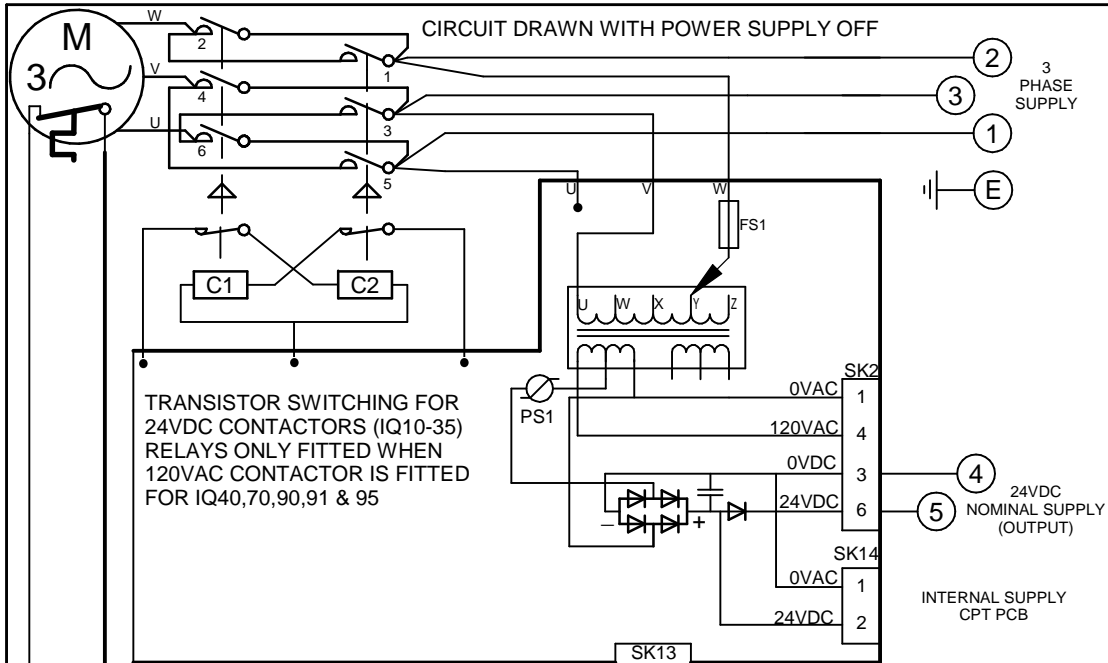 CIRCUIT DRAWN WITH POWER SUPPLY OFF
W
M
3
V
U
2
4
6
1
3
5
2
3
1
E
3
PHASE
SUPPLY
C1
C2
U
V
W
FS1
U W X Y Z
PS1
TRANSISTOR SWITCHING FOR
24VDC CONTACTORS (IQ10-35)
RELAYS ONLY FITTED WHEN
120VAC CONTACTOR IS FITTED
FOR IQ40,70,90,91 & 95
SK2
0VAC 1
120VAC 4
0VDC 3
24VDC 6
4
5
24VDC
NOMINAL SUPPLY
(OUTPUT)
– +
SK14
0VAC 1
24VDC 2
INTERNAL SUPPLY
CPT PCB
SK13